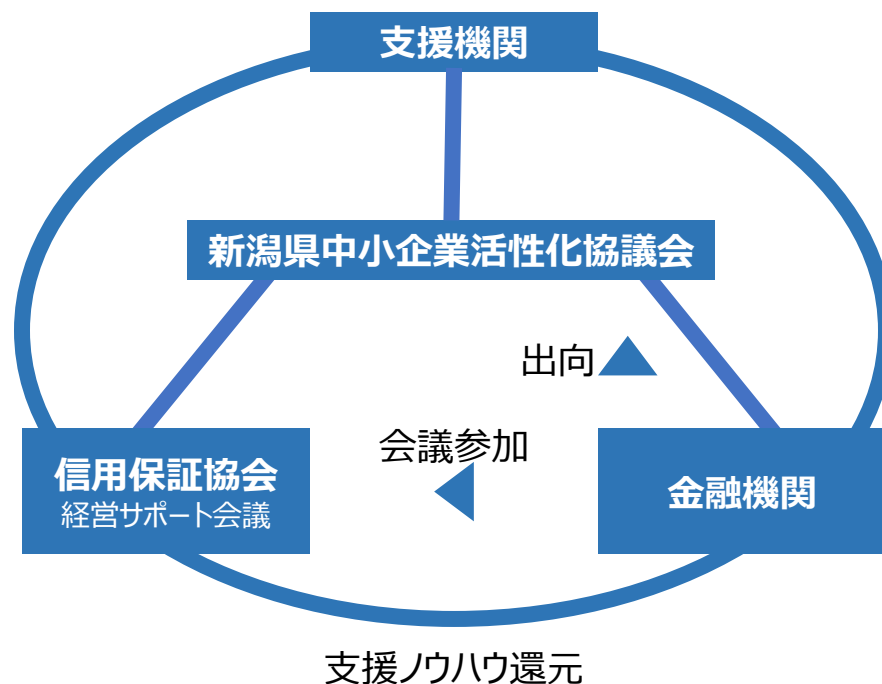 支援機関
新潟県中小企業活性化協議会
出向
会議参加
信用保証協会
経営サポート会議
金融機関
支援ノウハウ還元